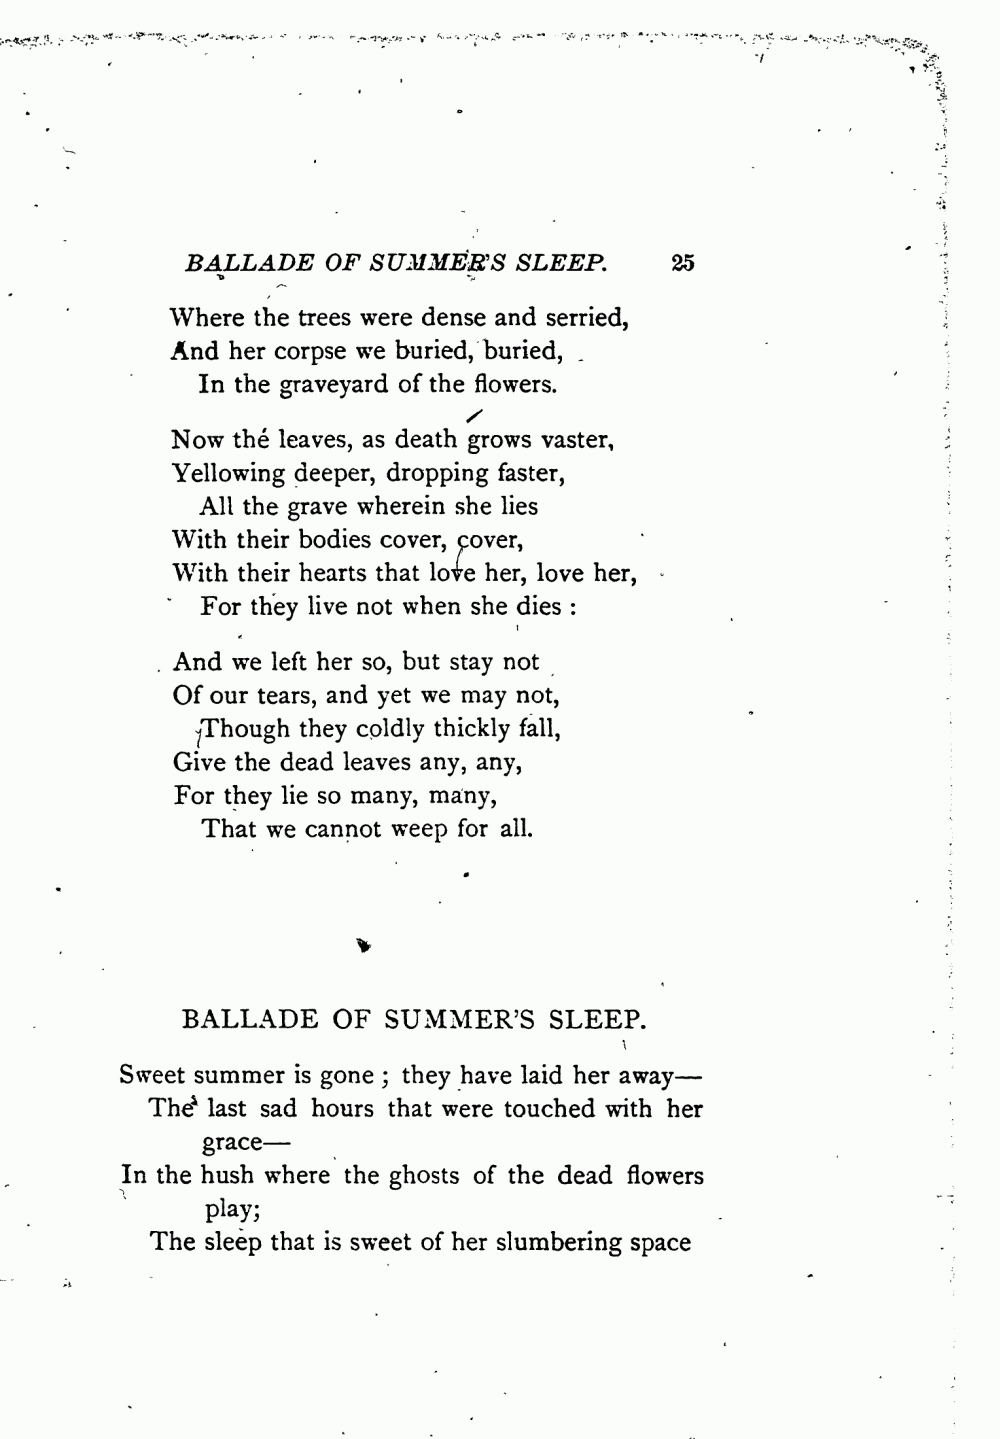 BALLADE OF SUMMER'S SLEEP. 25
Where the trees were dense and serried,
And her corpse we buried, buried,
In the graveyard of the flowers.
Now the leaves, as death grows vaster,
Yellowing deeper, dropping faster,
All the grave wherein she lies
With their bodies cover, cover,
With their hearts that love her, love her,
For they live not when she dies :
And we left her so, but stay not
Of our tears, and yet we may not,
Though they coldly thickly fall,
Give the dead leaves any, any,
For they lie so many, many,
That we cannot weep for all.
BALLADE OF SUMMER'S SLEEP.
Sweet summer is gone ; they have laid her away—
The last sad hours that were touched with her
grace—
In the hush where the ghosts of the dead flowers
play;
The sleep that is sweet of her slumbering space